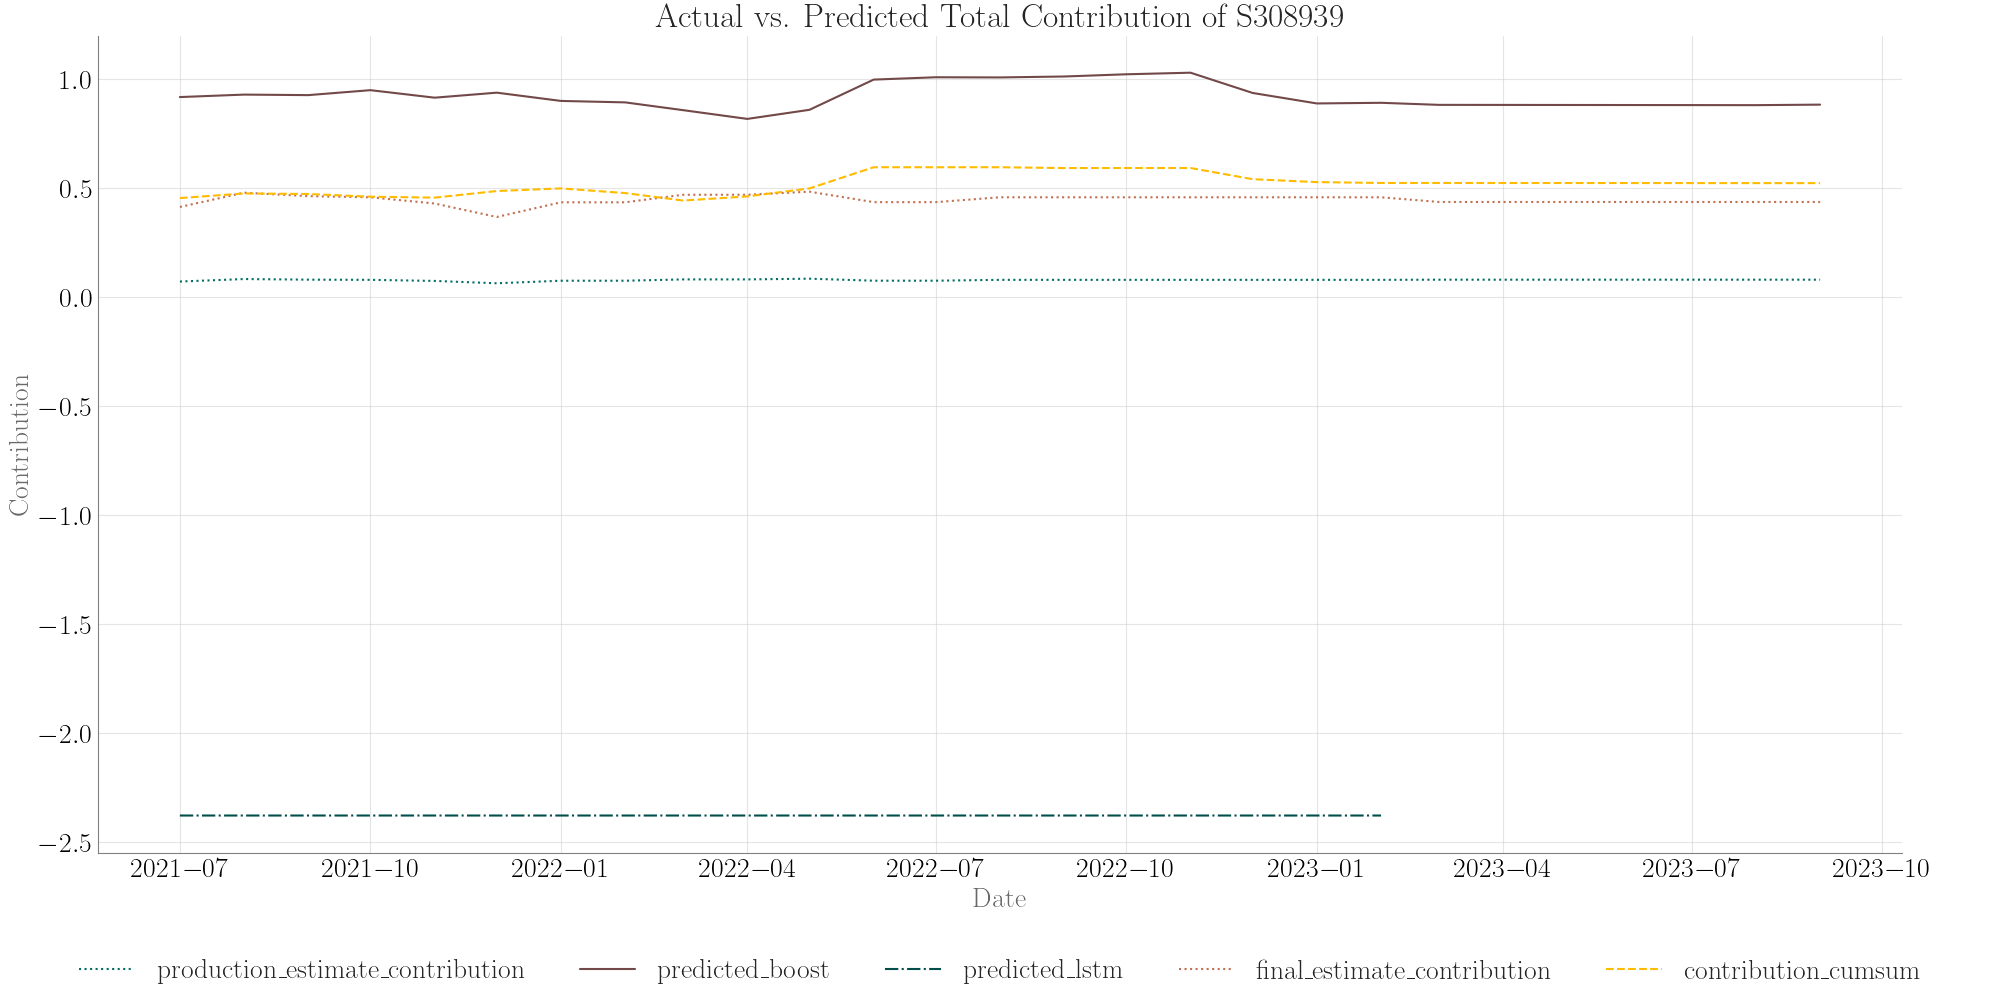 Actual vs. Predicted Total Contribution of S308939
1.0
0.5
0.0
−0.5
−1.0
−1.5
−2.0
−2.5
Contribution
2021−07 2021−10 2022−01 2022−04 2022−07 2022−10 2023−01 2023−04 2023−07 2023−10
Date
production_estimate_contribution predicted_boost predicted_lstm final_estimate_contribution contribution_cumsum